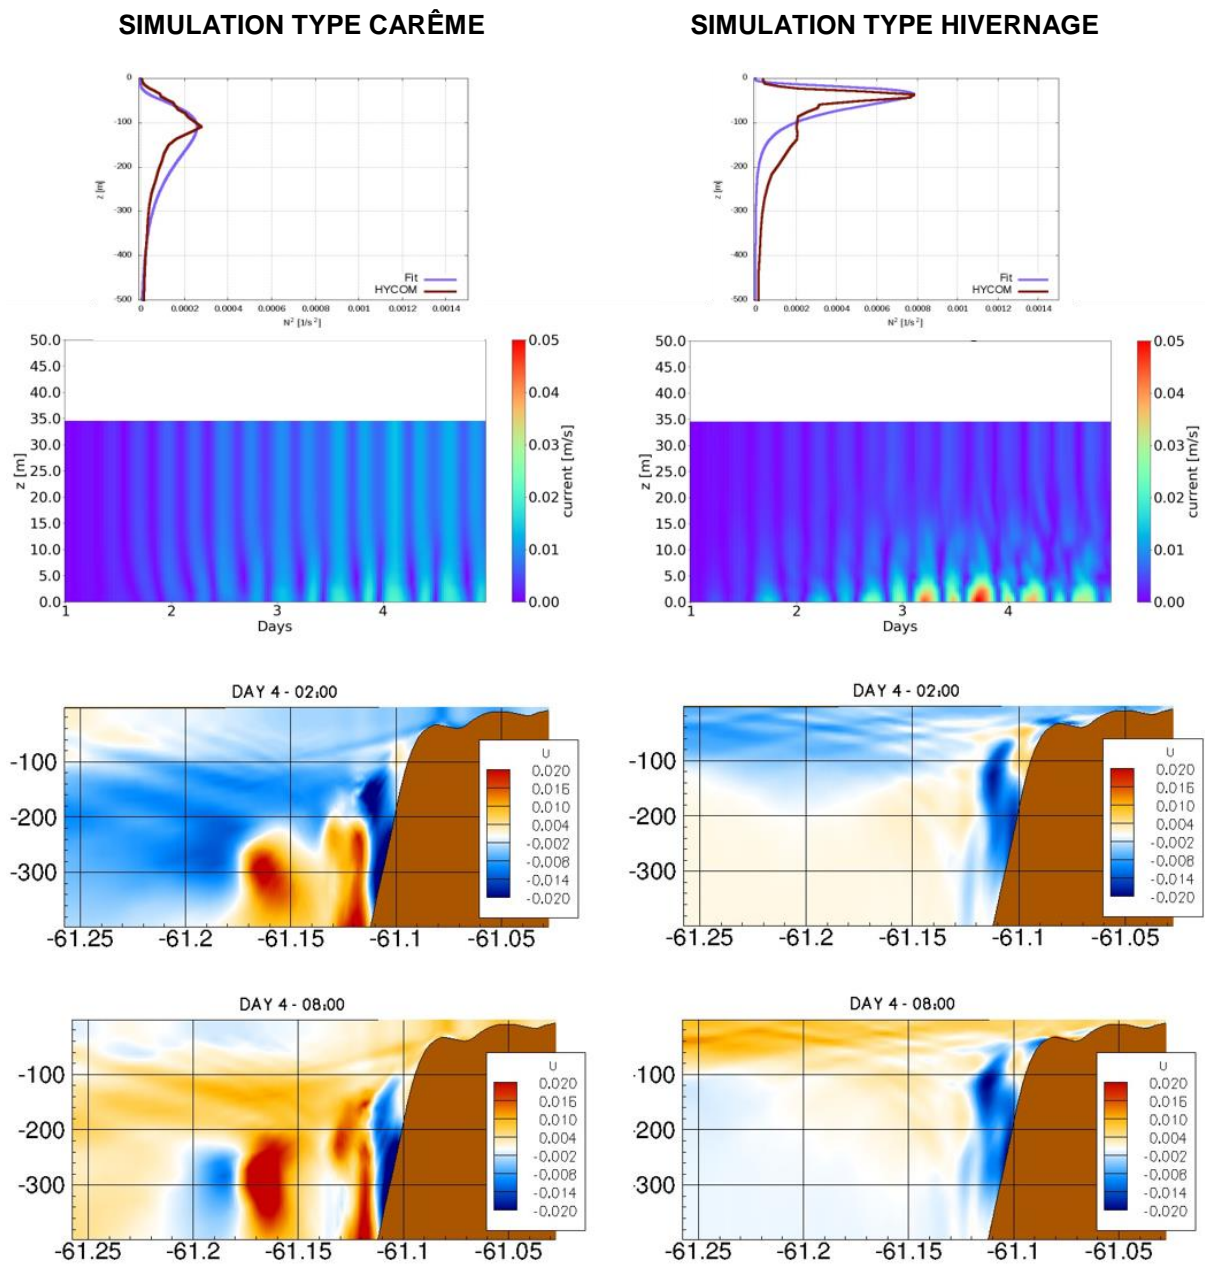 SIMULATION TYPE CARÊME
SIMULATION TYPE HIVERNAGE
0
-100
-200
-300
-400
-500
z [m]
0 0.0002 0.0004 0.0006 0.0008 0.001 0.0012 0.0014
N² [1/s²]
Fit
HYCOM
0
-100
-200
-300
-400
-500
z [m]
0 0.0002 0.0004 0.0006 0.0008 0.001 0.0012 0.0014
N² [1/s²]
Fit
HYCOM
50.0
45.0
40.0
35.0
30.0
25.0
20.0
15.0
10.0
5.0
0.0
z [m]
1 2 3 4
Days
0.05
0.04
0.03
0.02
0.01
0.00
current [m/s]
50.0
45.0
40.0
35.0
30.0
25.0
20.0
15.0
10.0
5.0
0.0
z [m]
1 2 3 4
Days
0.05
0.04
0.03
0.02
0.01
0.00
current [m/s]
DAY 4 - 02:00
-100
-200
-300
-61.25 -61.2 -61.15 -61.1 -61.05
U
0.020
0.016
0.010
0.004
-0.002
-0.008
-0.014
-0.020
DAY 4 - 02:00
-100
-200
-300
-61.25 -61.2 -61.15 -61.1 -61.05
U
0.020
0.016
0.010
0.004
-0.002
-0.008
-0.014
-0.020
DAY 4 - 08:00
-100
-200
-300
-61.25 -61.2 -61.15 -61.1 -61.05
U
0.020
0.016
0.010
0.004
-0.002
-0.008
-0.014
-0.020
DAY 4 - 08:00
-100
-200
-300
-61.25 -61.2 -61.15 -61.1 -61.05
U
0.020
0.016
0.010
0.004
-0.002
-0.008
-0.014
-0.020